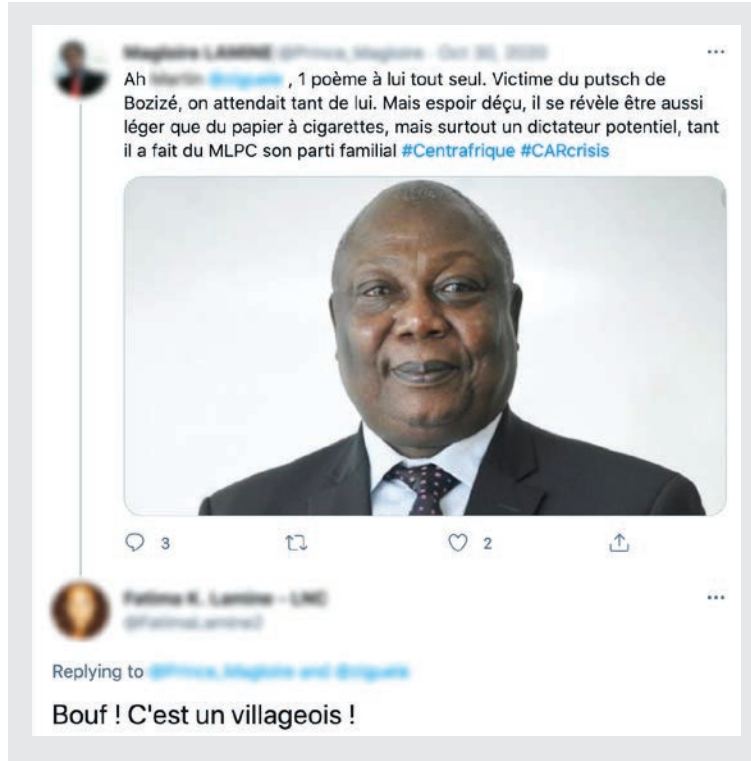 Ah , 1 poème à lui tout seul. Victime du putsch de
Bozizé, on attendait tant de lui. Mais espoir déçu, il se révèle être aussi
léger que du papier à cigarettes, mais surtout un dictateur potentiel, tant
il a fait du MLPC son parti familial #Centrafrique #CARcrisis
3 2
Replying to
Bouf ! C'est un villageois !